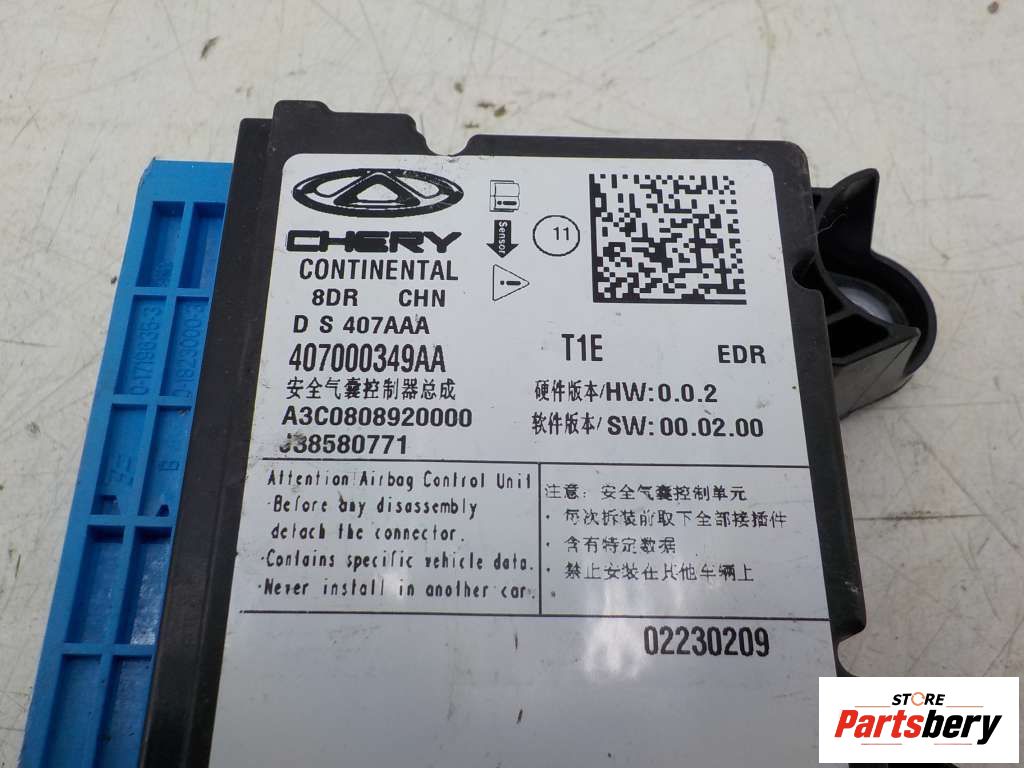 CHERY
CONTINENTAL
8DR CHN
D S 407AAA
407000349AA
安全气囊控制器总成
A3C0808920000
J38580771
Sensor
11
T1E
EDR
硬件版本/HW:0.0.2
软件版本/ SW: 00.02.00
Attention!Airbag Control Unit
·Before any disassembly
detach the connector.
·Contains specific vehicle data.
·Never install in another car.
注意: 安全气囊控制单元
· 每次拆装前取下全部接插件
· 含有特定数据
· 禁止安装在其他车辆上
02230209
0-1719636-3
B
STORE
Partsbery